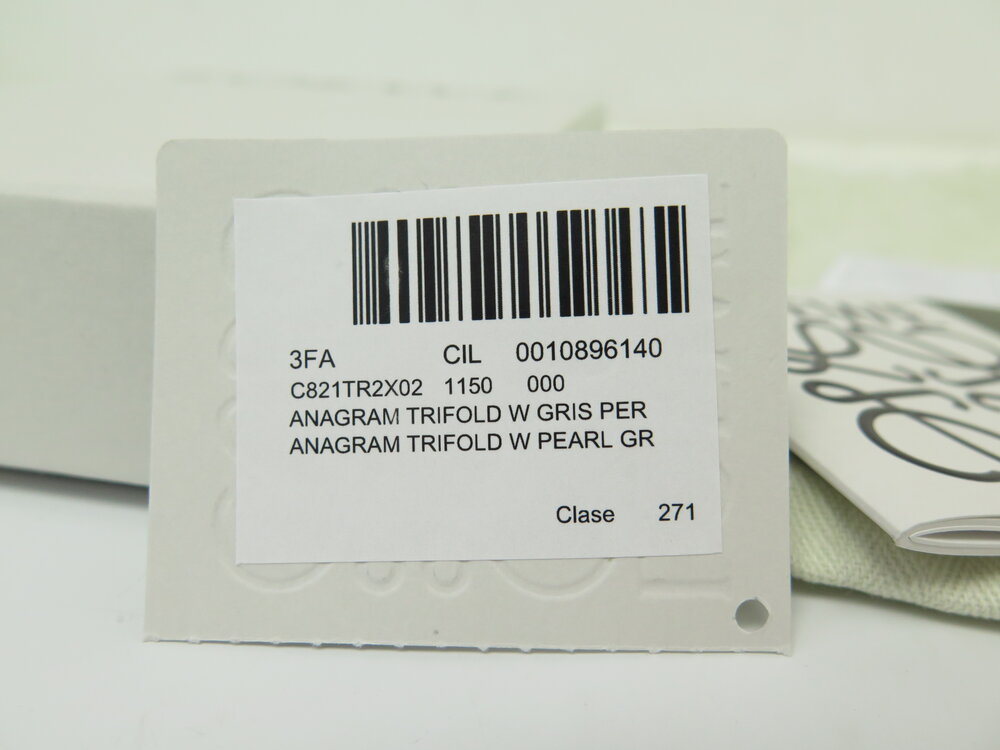 3FA CIL 0010896140
C821TR2X02 1150 000
ANAGRAM TRIFOLD W GRIS PER
ANAGRAM TRIFOLD W PEARL GR
Clase 271